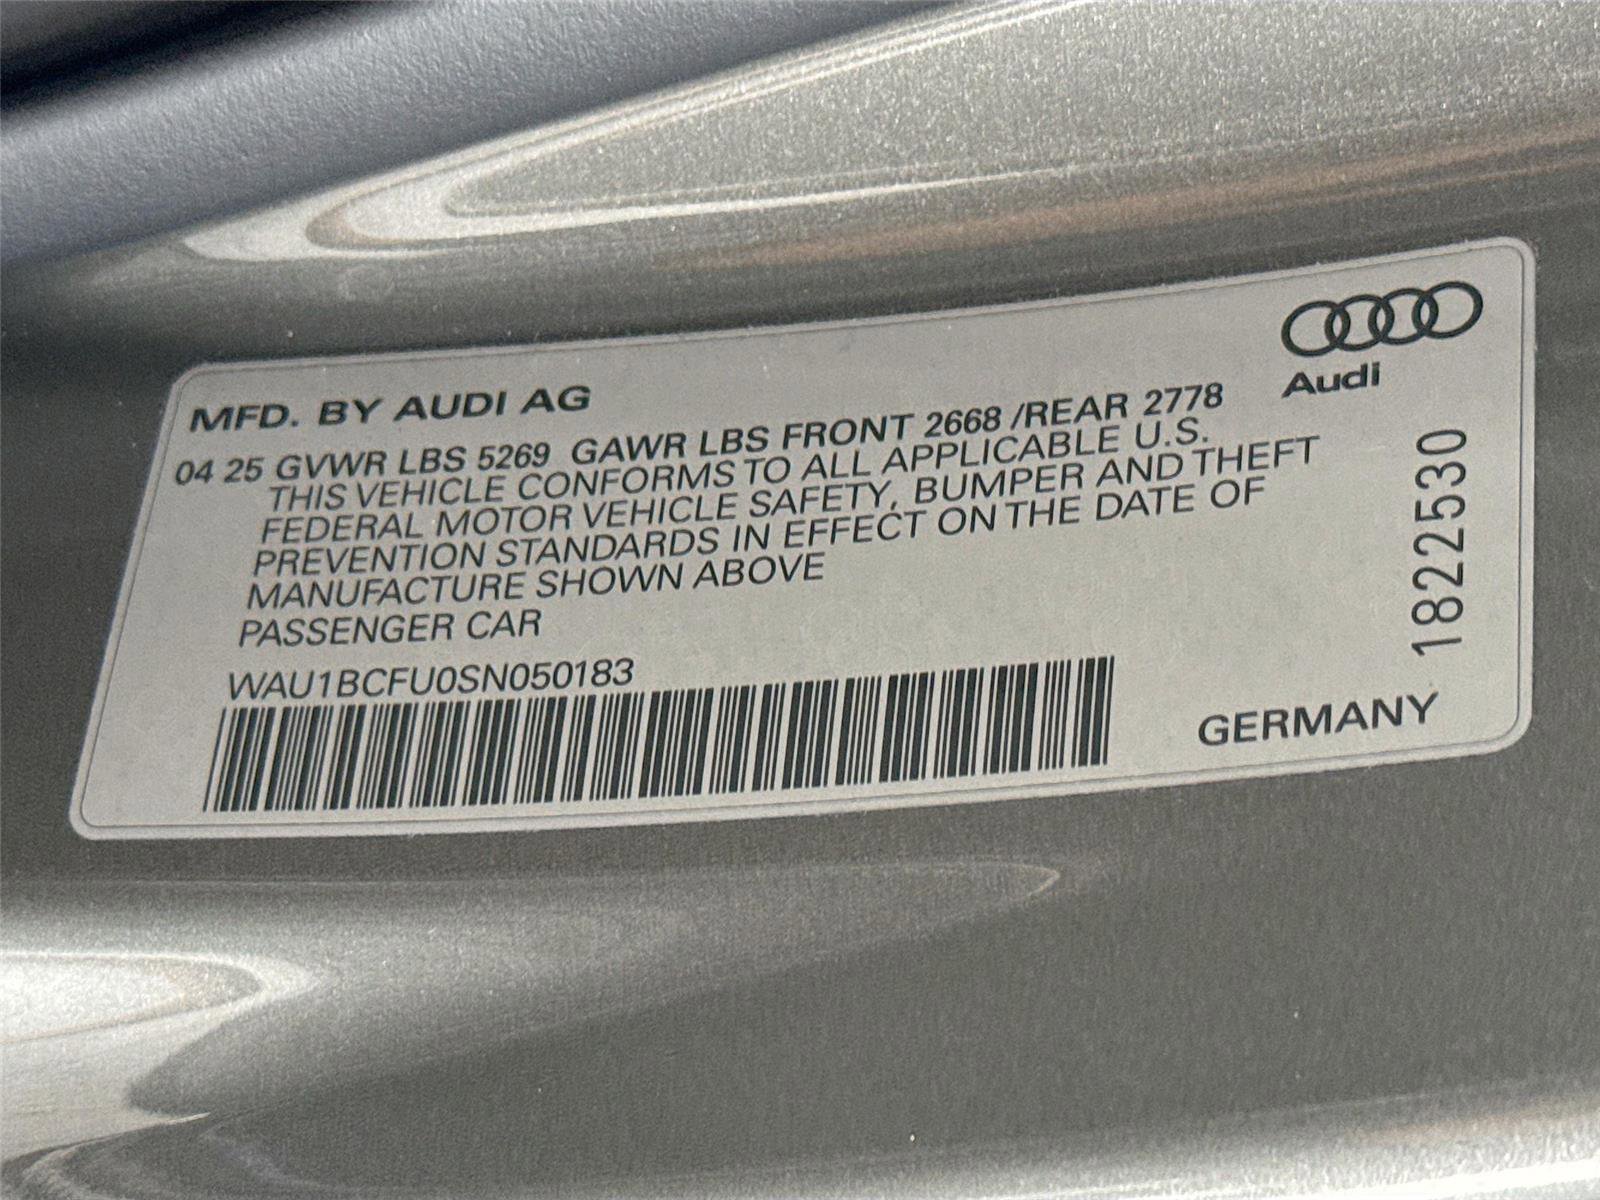 Audi
MFD. BY AUDI AG
04 25 GVWR LBS 5269 GAWR LBS FRONT 2668 /REAR 2778
THIS VEHICLE CONFORMS TO ALL APPLICABLE U.S.
FEDERAL MOTOR VEHICLE SAFETY, BUMPER AND THEFT
PREVENTION STANDARDS IN EFFECT ON THE DATE OF
MANUFACTURE SHOWN ABOVE
PASSENGER CAR
WAU1BCFU0SN050183
GERMANY
1822530